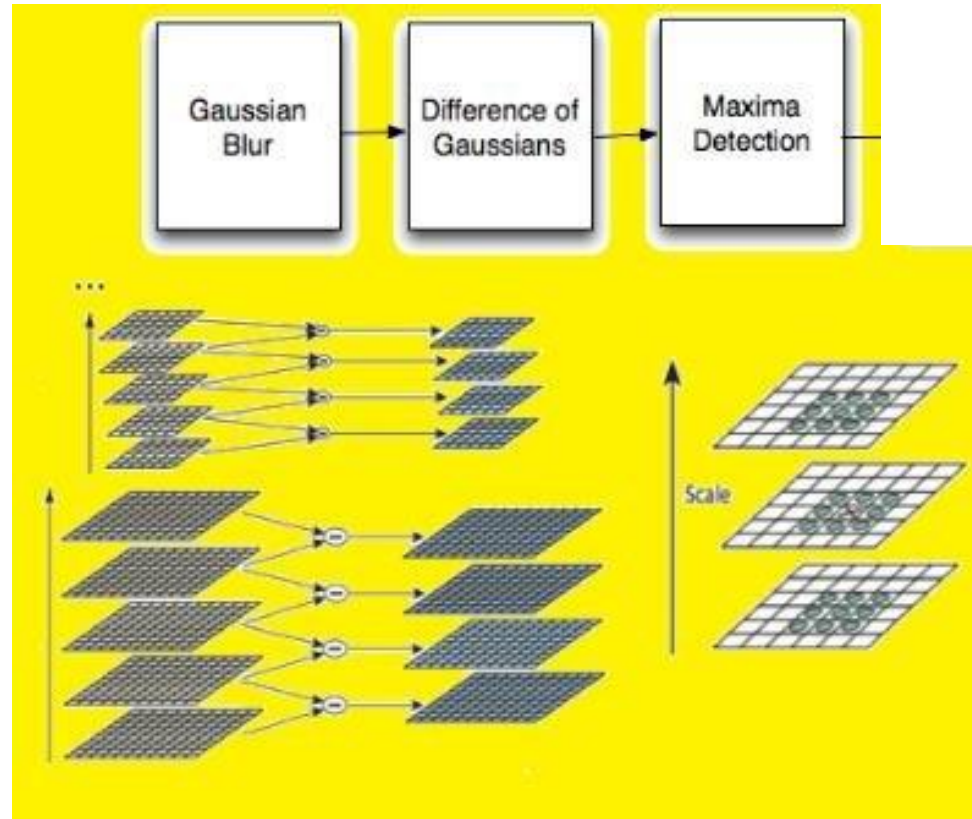 Gaussian
Blur
Difference of
Gaussians
Maxima
Detection
...
Scale